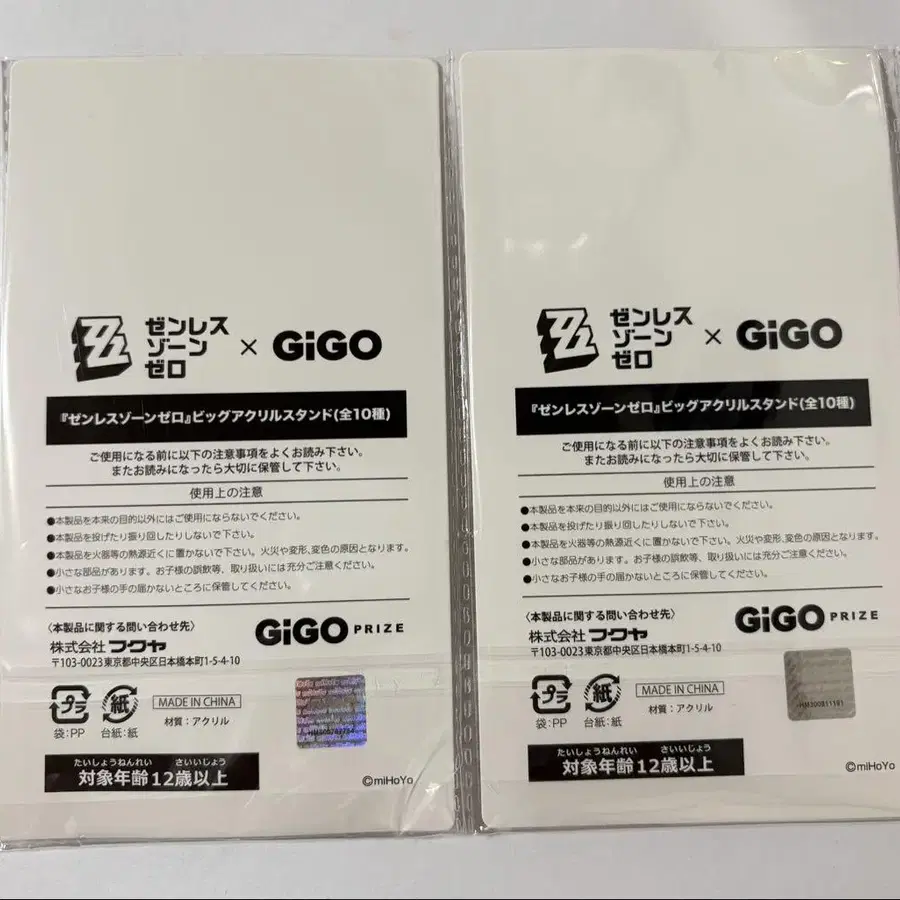 ゼンレス
ゾーン
ゼロ
×
GiGO
『ゼンレスゾーンゼロ』ビッグアクリルスタンド(全10種)
ご使用になる前に以下の注意事項をよくお読み下さい。
またお読みになったら大切に保管して下さい。
使用上の注意
●本製品を本来の目的以外にはご使用にならないでください。
●本製品を投げたり振り回したりしないで下さい。
●本製品を火器等の熱源近くに置かないで下さい。火災や変形、変色の原因となります。
●小さな部品があります。お子様の誤飲等、取り扱いには充分ご注意ください。
●小さなお子様の手の届かないところに保管してください。
〈本製品に関する問い合わせ先〉
株式会社フクヤ
〒103-0023東京都中央区日本橋本町1-5-4-10
GiGO PRIZE
プラ
袋:PP
紙
台紙:紙
MADE IN CHINA
材質:アクリル
たいしょうねんれい さいいじょう
対象年齢12歳以上
©miHoYo
ゼンレス
ゾーン
ゼロ
×
GiGO
『ゼンレスゾーンゼロ』ビッグアクリルスタンド(全10種)
ご使用になる前に以下の注意事項をよくお読み下さい。
またお読みになったら大切に保管して下さい。
使用上の注意
●本製品を本来の目的以外にはご使用にならないでください。
●本製品を投げたり振り回したりしないで下さい。
●本製品を火器等の熱源近くに置かないで下さい。火災や変形、変色の原因となります。
●小さな部品があります。お子様の誤飲等、取り扱いには充分ご注意ください。
●小さなお子様の手の届かないところに保管してください。
〈本製品に関する問い合わせ先〉
株式会社フクヤ
〒103-0023東京都中央区日本橋本町1-5-4-10
GiGO PRIZE
プラ
袋:PP
紙
台紙:紙
MADE IN CHINA
材質:アクリル
HM300811191
たいしょうねんれい さいいじょう
対象年齢12歳以上
©miHoYo